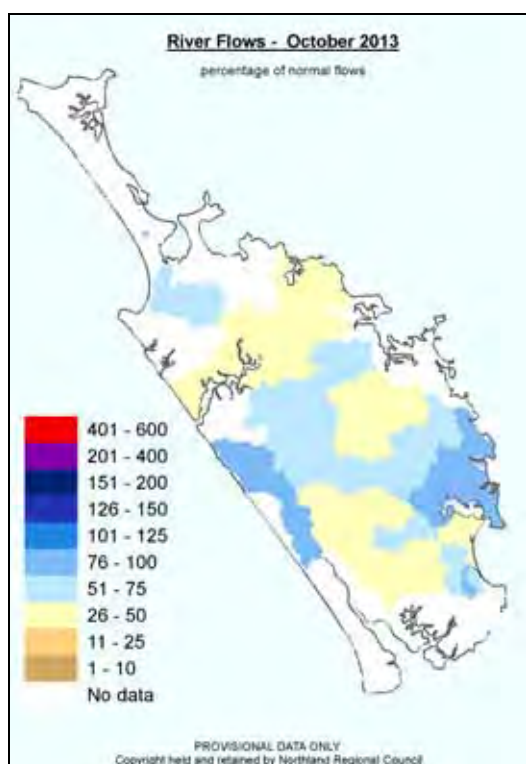 River Flows - October 2013
percentage of normal flows
401 - 600
201 - 400
151 - 200
126 - 150
101 - 125
76 - 100
51 - 75
26 - 50
11 - 25
1 - 10
No data
PROVISIONAL DATA ONLY
Copyright held and retained by Northland Regional Council